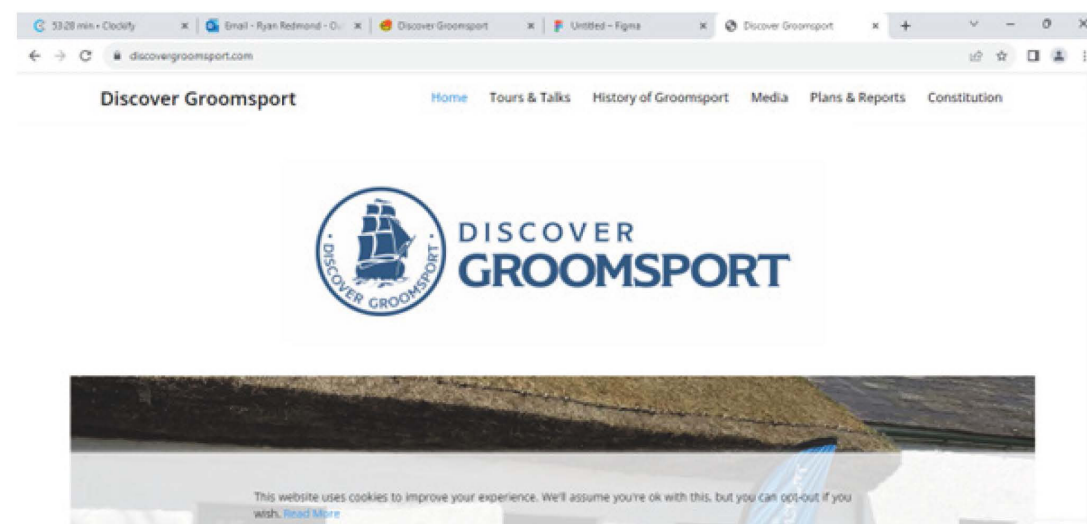 53:28 min • Clockify
Email - Ryan Redmond - Ou
Discover Groomsport
Untitled – Figma
Discover Groomsport
discovergroomsport.com
Discover Groomsport
Home Tours & Talks History of Groomsport Media Plans & Reports Constitution
DISCOVER GROOMSPORT
DISCOVER
GROOMSPORT
This website uses cookies to improve your experience. We'll assume you're ok with this, but you can opt-out if you
wish. Read More